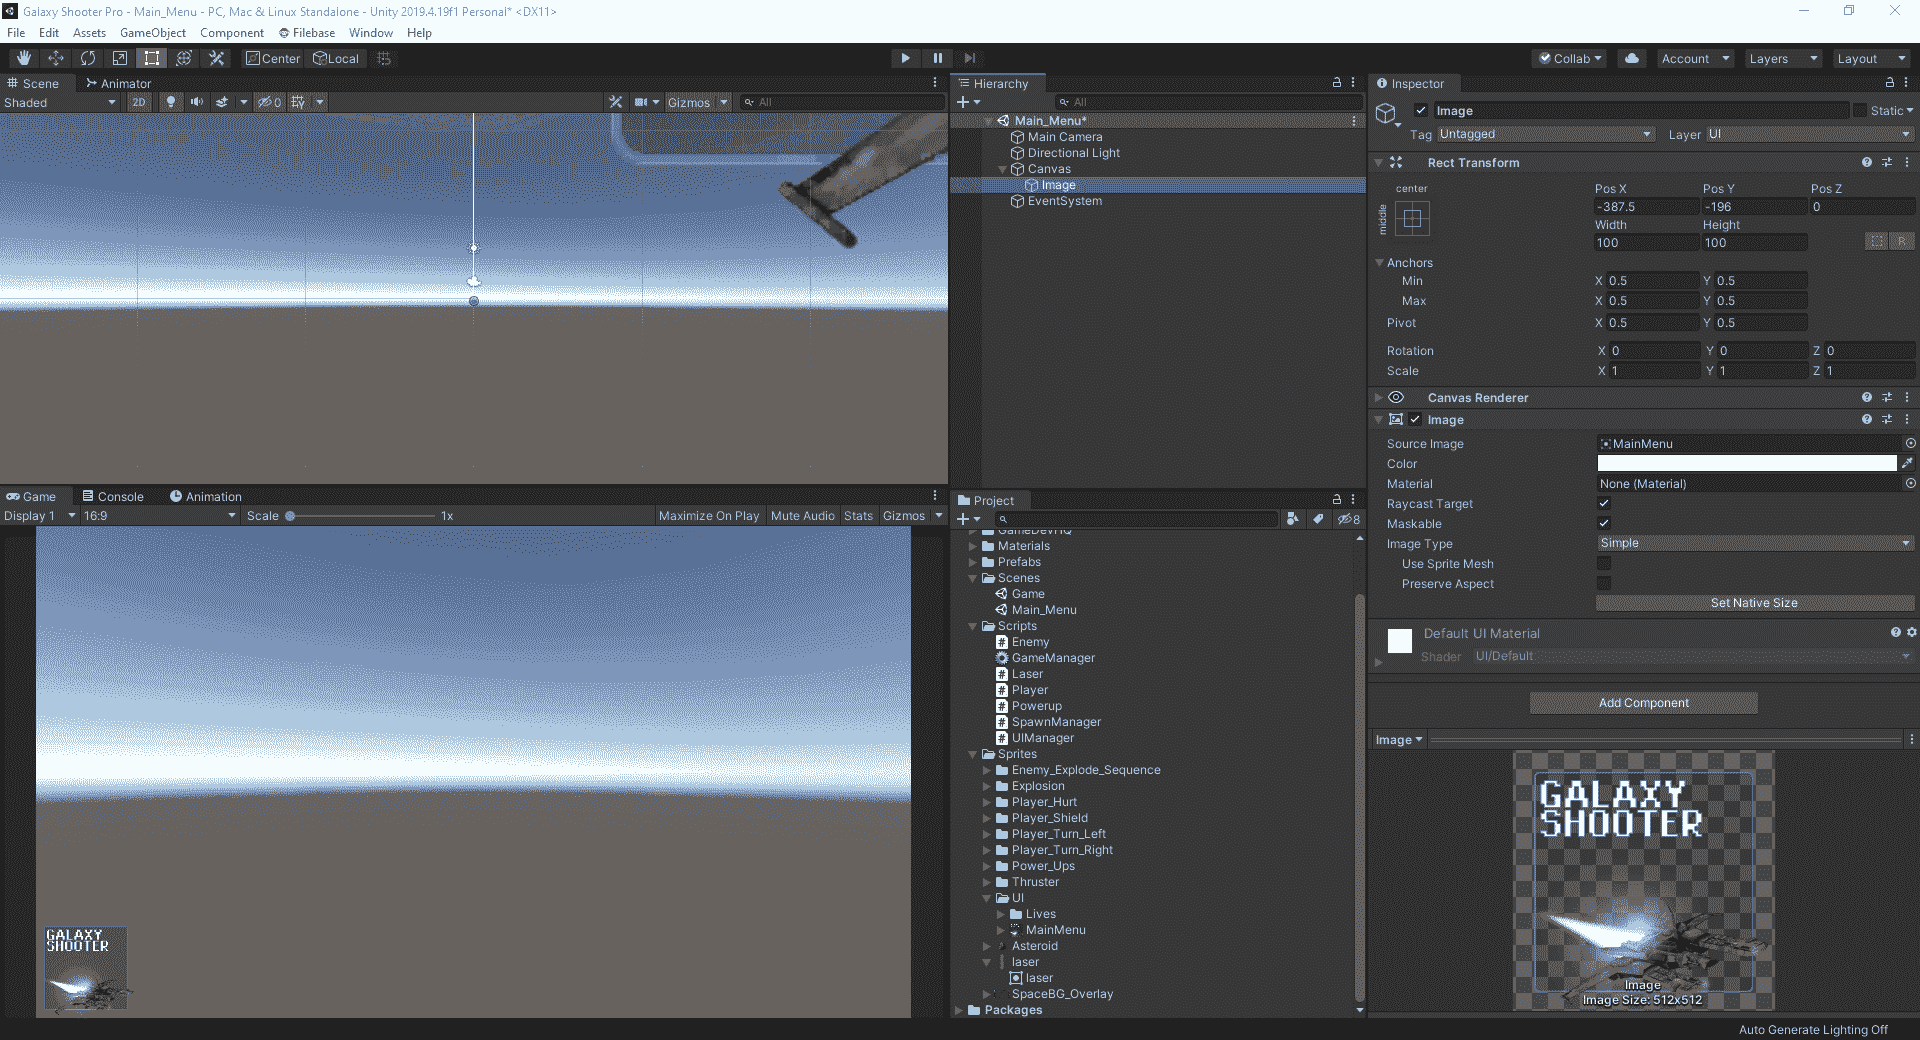 Galaxy Shooter Pro - Main_Menu - PC, Mac & Linux Standalone - Unity 2019.4.19f1 Personal* <DX11>
File Edit Assets GameObject Component Filebase Window Help
Center Local Collab Account Layers Layout
Scene Animator
Shaded 2D 0 Gizmos All
Hierarchy
All
Main_Menu*
Main Camera
Directional Light
Canvas
Image
EventSystem
Inspector
Image Static
Tag Untagged Layer UI
Rect Transform
center
middle
Pos X Pos Y Pos Z
-387.5 -196 0
Width Height
100 100
R
Anchors
Min X 0.5 Y 0.5
Max X 0.5 Y 0.5
Pivot X 0.5 Y 0.5
Rotation X 0 Y 0 Z 0
Scale X 1 Y 1 Z 1
Canvas Renderer
Image
Source Image MainMenu
Color
Material None (Material)
Raycast Target
Maskable
Image Type Simple
Use Sprite Mesh
Preserve Aspect
Set Native Size
Default UI Material
Shader UI/Default
Add Component
Image
GALAXY
SHOOTER
Image
Image Size: 512x512
Game Console Animation
Display 1 16:9 Scale 1x Maximize On Play Mute Audio Stats Gizmos
GALAXY
SHOOTER
Project
8
GameDevHQ
Materials
Prefabs
Scenes
Game
Main_Menu
Scripts
Enemy
GameManager
Laser
Player
Powerup
SpawnManager
UIManager
Sprites
Enemy_Explode_Sequence
Explosion
Player_Hurt
Player_Shield
Player_Turn_Left
Player_Turn_Right
Power_Ups
Thruster
UI
Lives
MainMenu
Asteroid
laser
laser
SpaceBG_Overlay
Packages
Auto Generate Lighting Off